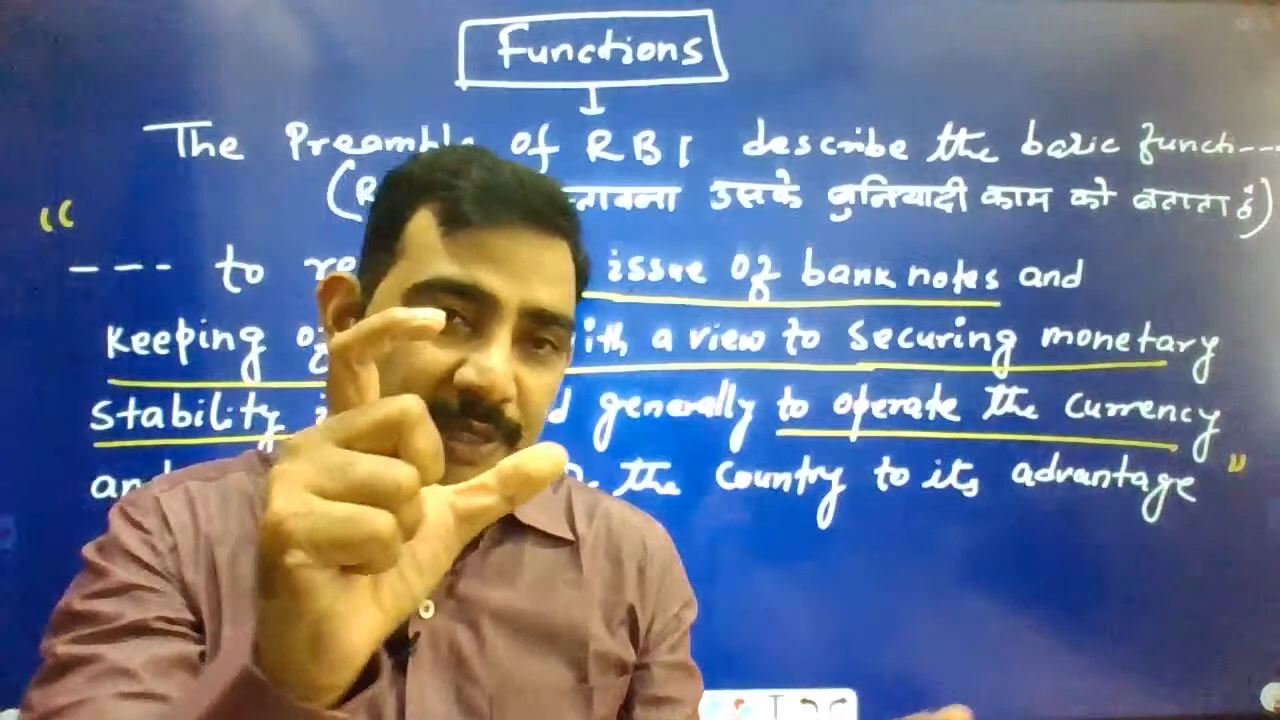 Functions
The Preamble of RBI describe the basic functi---
उसके बुनियादी काम को बताता है)
“
--- to issue of bank notes and
Keeping a view to securing monetary
stability generally to operate the currency
the country to its advantage ”